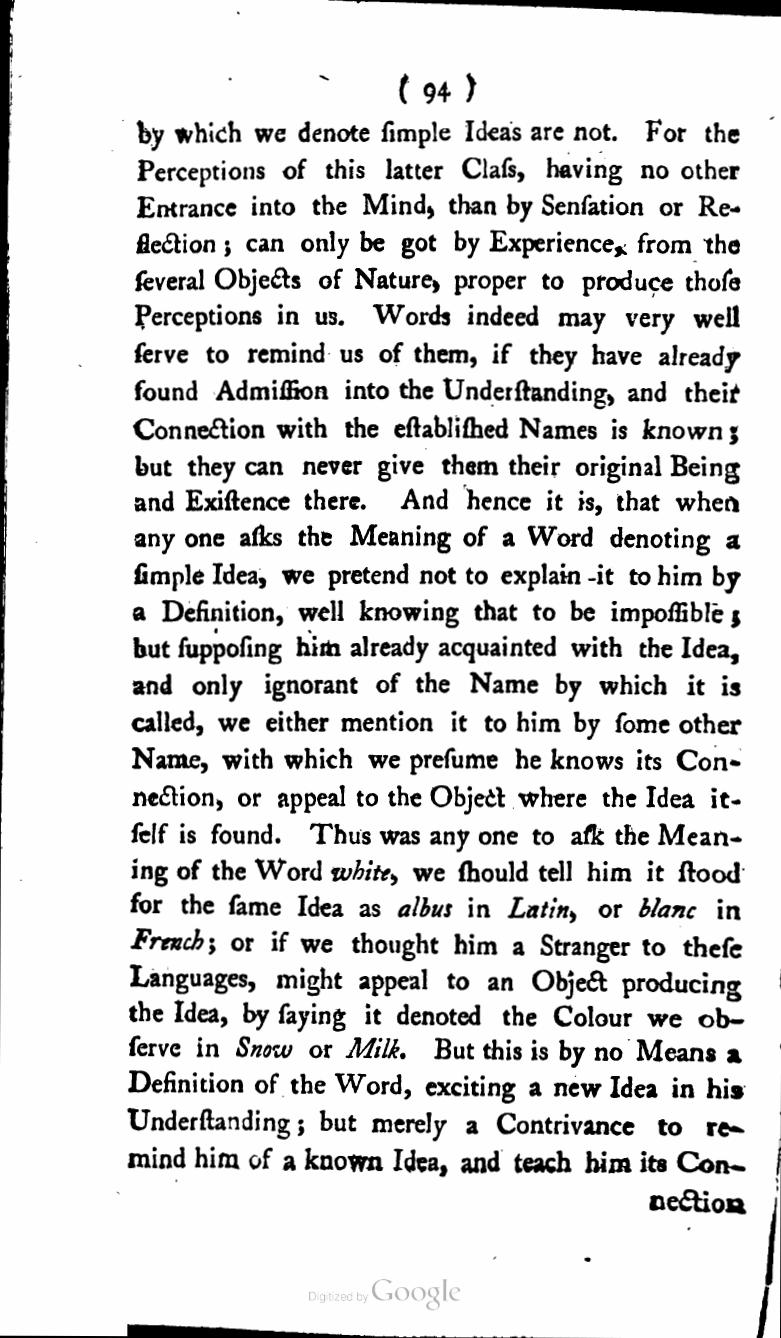 ( 94 )
by which we denote ſimple Ideas are not. For the
Perceptions of this latter Claſs, having no other
Entrance into the Mind, than by Senſation or Re-
flection ; can only be got by Experience, from the
ſeveral Objects of Nature, proper to produce thoſe
Perceptions in us. Words indeed may very well
ſerve to remind us of them, if they have already
found Admiſſion into the Underſtanding, and their
Connection with the eſtabliſhed Names is known ;
but they can never give them their original Being
and Exiſtence there. And hence it is, that when
any one aſks the Meaning of a Word denoting a
ſimple Idea, we pretend not to explain -it to him by
a Definition, well knowing that to be impoſſible ;
but ſuppoſing him already acquainted with the Idea,
and only ignorant of the Name by which it is
called, we either mention it to him by ſome other
Name, with which we preſume he knows its Con-
nection, or appeal to the Object where the Idea it-
ſelf is found. Thus was any one to aſk the Mean-
ing of the Word white, we ſhould tell him it ſtood
for the ſame Idea as albus in Latin, or blanc in
French ; or if we thought him a Stranger to theſe
Languages, might appeal to an Object producing
the Idea, by ſaying it denoted the Colour we ob-
ſerve in Snow or Milk. But this is by no Means a
Definition of the Word, exciting a new Idea in his
Underſtanding ; but merely a Contrivance to re-
mind him of a known Idea, and teach him its Con-
nection
Digitized by Google